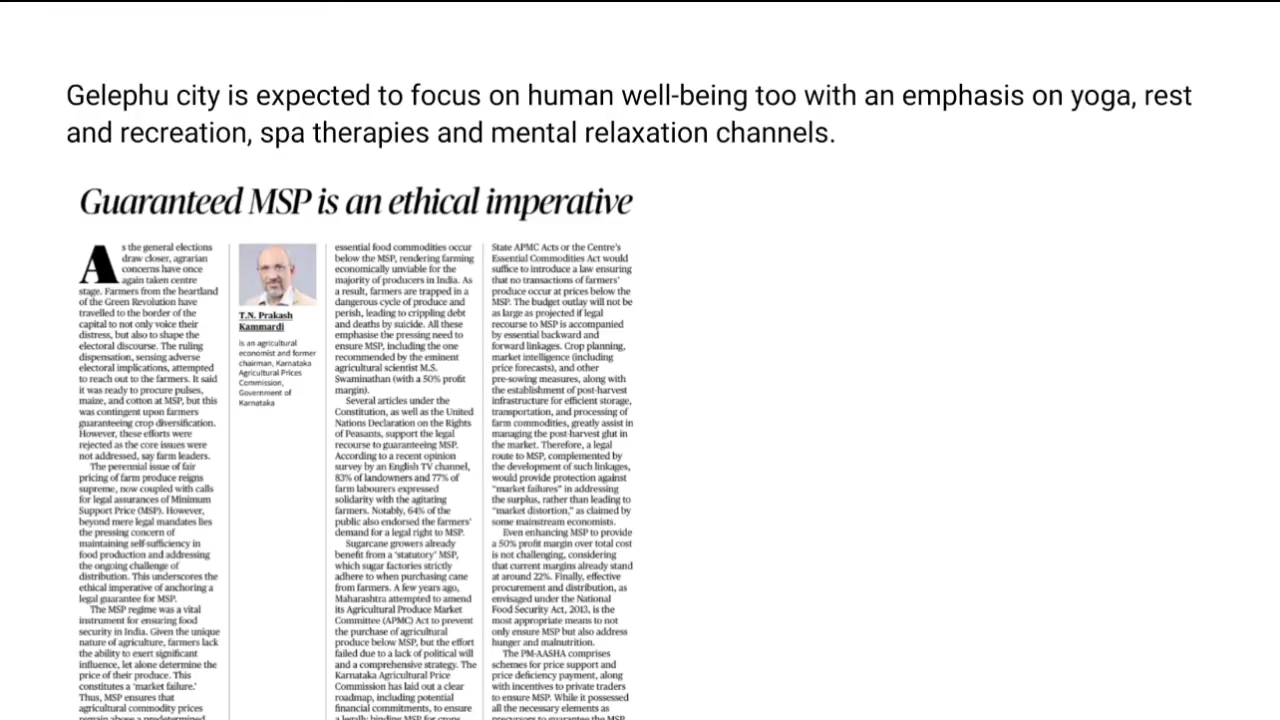 Gelephu city is expected to focus on human well-being too with an emphasis on yoga, rest
and recreation, spa therapies and mental relaxation channels.
Guaranteed MSP is an ethical imperative
As the general elections
draw closer, agrarian
concerns have once
again taken centre
stage. Farmers from the heartland
of the Green Revolution have
travelled to the border of the
capital to not only voice their
distress, but also to shape the
electoral discourse. The ruling
dispensation, sensing adverse
electoral implications, attempted
to reach out to the farmers. It said
it was ready to procure pulses,
maize, and cotton at MSP, but this
was contingent upon farmers
guaranteeing crop diversification.
However, these efforts were
rejected as the core issues were
not addressed, say farm leaders.
The perennial issue of fair
pricing of farm produce reigns
supreme, now coupled with calls
for legal assurances of Minimum
Support Price (MSP). However,
beyond mere legal mandates lies
the pressing concern of
maintaining self-sufficiency in
food production and addressing
the ongoing challenge of
distribution. This underscores the
ethical imperative of anchoring a
legal guarantee for MSP.
The MSP regime was a vital
instrument for ensuring food
security in India. Given the unique
nature of agriculture, farmers lack
the ability to exert significant
influence, let alone determine the
price of their produce. This
constitutes a ‘market failure.’
Thus, MSP ensures that
agricultural commodity prices
remain above a predetermined
T.N. Prakash
Kammardi
is an agricultural
economist and former
chairman, Karnataka
Agricultural Prices
Commission,
Government of
Karnataka
essential food commodities occur
below the MSP, rendering farming
economically unviable for the
majority of producers in India. As
a result, farmers are trapped in a
dangerous cycle of produce and
perish, leading to crippling debt
and deaths by suicide. All these
emphasise the pressing need to
ensure MSP, including the one
recommended by the eminent
agricultural scientist M.S.
Swaminathan (with a 50% profit
margin).
Several articles under the
Constitution, as well as the United
Nations Declaration on the Rights
of Peasants, support the legal
recourse to guaranteeing MSP.
According to a recent opinion
survey by an English TV channel,
83% of landowners and 77% of
farm labourers expressed
solidarity with the agitating
farmers. Notably, 64% of the
public also endorsed the farmers’
demand for a legal right to MSP.
Sugarcane growers already
benefit from a ‘statutory’ MSP,
which sugar factories strictly
adhere to when purchasing cane
from farmers. A few years ago,
Maharashtra attempted to amend
its Agricultural Produce Market
Committee (APMC) Act to prevent
the purchase of agricultural
produce below MSP, but the effort
failed due to a lack of political will
and a comprehensive strategy. The
Karnataka Agricultural Price
Commission has laid out a clear
roadmap, including potential
financial commitments, to ensure
a legally binding MSP for crops
State APMC Acts or the Centre’s
Essential Commodities Act would
suffice to introduce a law ensuring
that no transactions of farmers’
produce occur at prices below the
MSP. The budget outlay will not be
as large as projected if legal
recourse to MSP is accompanied
by essential backward and
forward linkages. Crop planning,
market intelligence (including
price forecasts), and other
pre-sowing measures, along with
the establishment of post-harvest
infrastructure for efficient storage,
transportation, and processing of
farm commodities, greatly assist in
managing the post-harvest glut in
the market. Therefore, a legal
route to MSP, complemented by
the development of such linkages,
would provide protection against
“market failures” in addressing
the surplus, rather than leading to
“market distortion,” as claimed by
some mainstream economists.
Even enhancing MSP to provide
a 50% profit margin over total cost
is not challenging, considering
that current margins already stand
at around 22%. Finally, effective
procurement and distribution, as
envisaged under the National
Food Security Act, 2013, is the
most appropriate means to not
only ensure MSP but also address
hunger and malnutrition.
The PM-AASHA comprises
schemes for price support and
price deficiency payment, along
with incentives to private traders
to ensure MSP. While it possessed
all the necessary elements as
precursors to guarantee the MSP